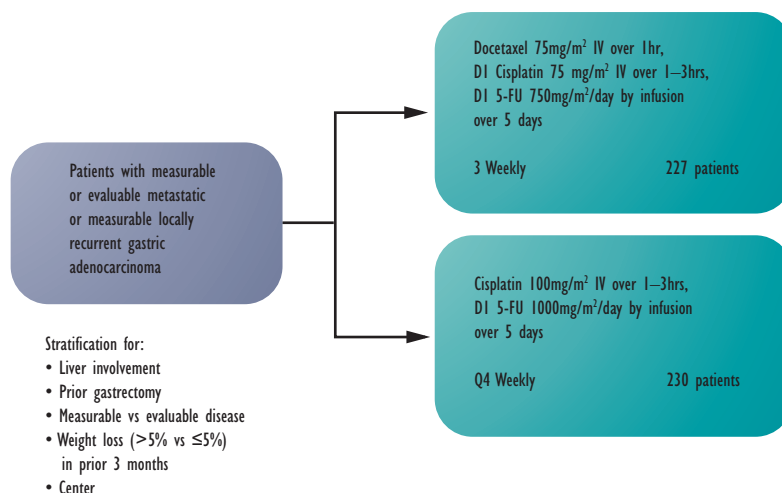 Patients with measurable
or evaluable metastatic
or measurable locally
recurrent gastric
adenocarcinoma
Stratification for:
• Liver involvement
• Prior gastrectomy
• Measurable vs evaluable disease
• Weight loss (>5% vs ≤5%)
in prior 3 months
• Center
Docetaxel 75mg/m² IV over 1hr,
D1 Cisplatin 75 mg/m² IV over 1–3hrs,
D1 5-FU 750mg/m²/day by infusion
over 5 days
3 Weekly 227 patients
Cisplatin 100mg/m² IV over 1–3hrs,
D1 5-FU 1000mg/m²/day by infusion
over 5 days
Q4 Weekly 230 patients